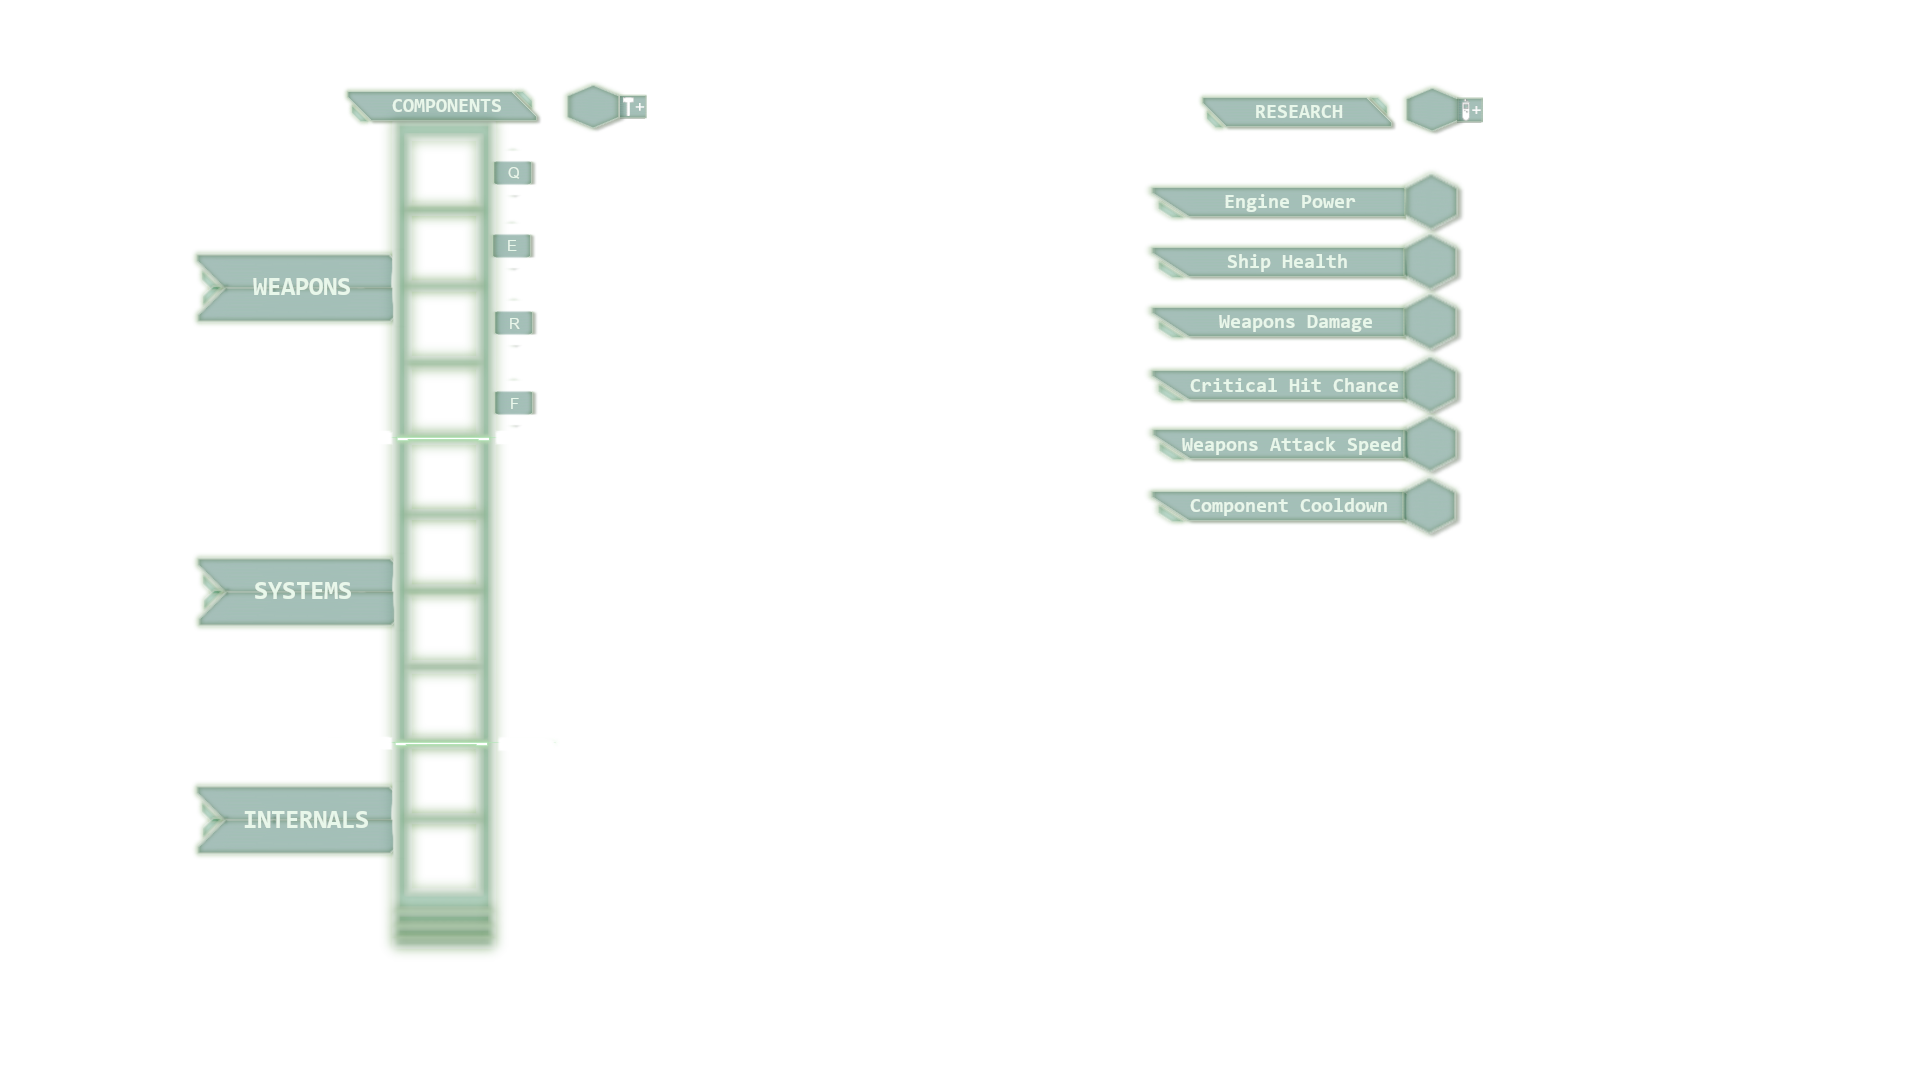 COMPONENTS
+
Q
E
WEAPONS
R
F
SYSTEMS
INTERNALS
RESEARCH
+
Engine Power
Ship Health
Weapons Damage
Critical Hit Chance
Weapons Attack Speed
Component Cooldown